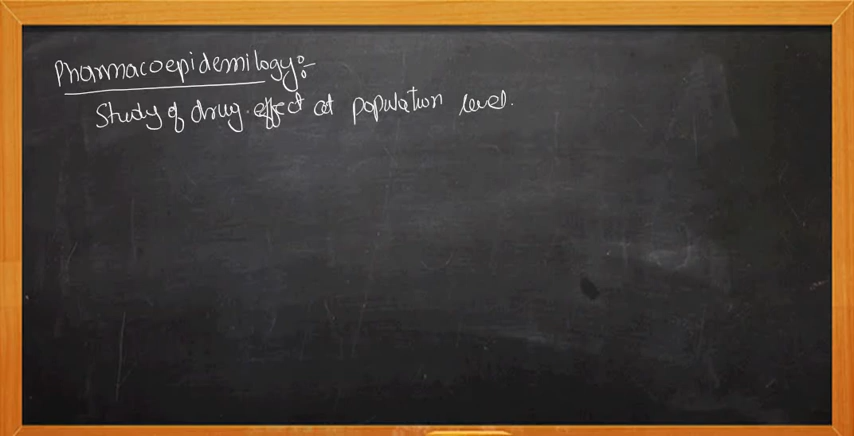 Pharmacoepidemilogy:-
Study of drug effect at population level.